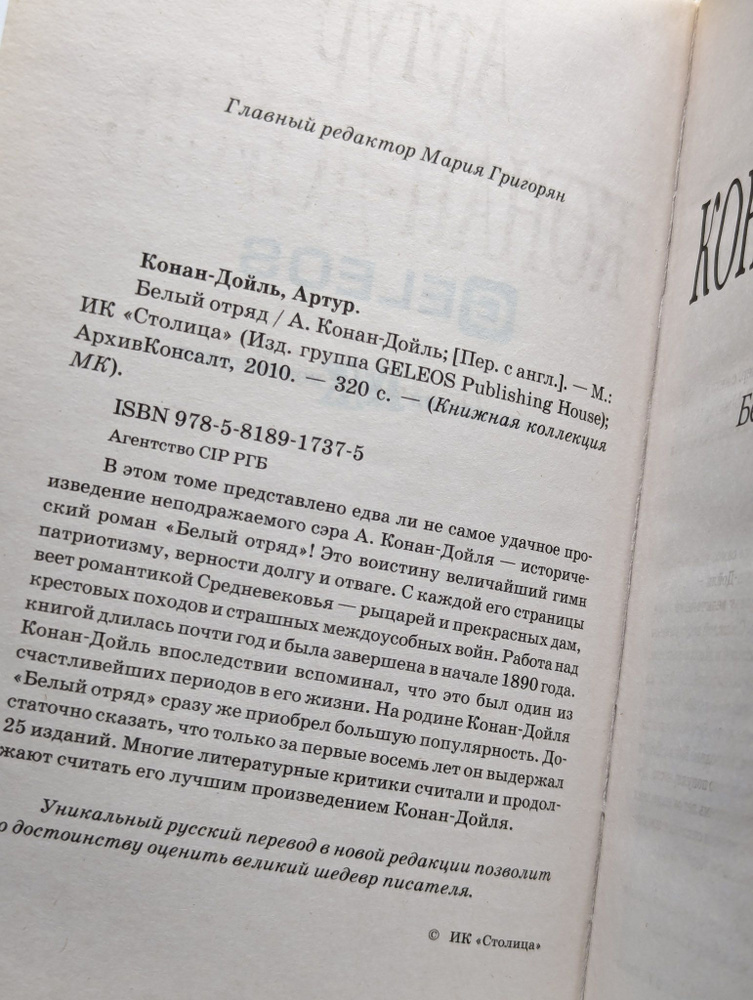 Главный редактор Мария Григорян
Конан-Дойль, Артур.
Белый отряд / А. Конан-Дойль; [Пер. с англ.]. — М.:
ИК «Столица» (Изд. группа GELEOS Publishing House);
АрхивКонсалт, 2010. — 320 с. — (Книжная коллекция
МК).
ISBN 978-5-8189-1737-5
Агентство CIP РГБ
В этом томе представлено едва ли не самое удачное про-
изведение неподражаемого сэра А. Конан-Дойля — историче-
ский роман «Белый отряд»! Это воистину величайший гимн
патриотизму, верности долгу и отваге. С каждой его страницы
веет романтикой Средневековья — рыцарей и прекрасных дам,
крестовых походов и страшных междоусобных войн. Работа над
книгой длилась почти год и была завершена в начале 1890 года.
Конан-Дойль впоследствии вспоминал, что это был один из
счастливейших периодов в его жизни. На родине Конан-Дойля
«Белый отряд» сразу же приобрел большую популярность. До-
статочно сказать, что только за первые восемь лет он выдержал
25 изданий. Многие литературные критики считали и продол-
жают считать его лучшим произведением Конан-Дойля.
Уникальный русский перевод в новой редакции позволит
о достоинству оценить великий шедевр писателя.
© ИК «Столица»
КОН
Бе